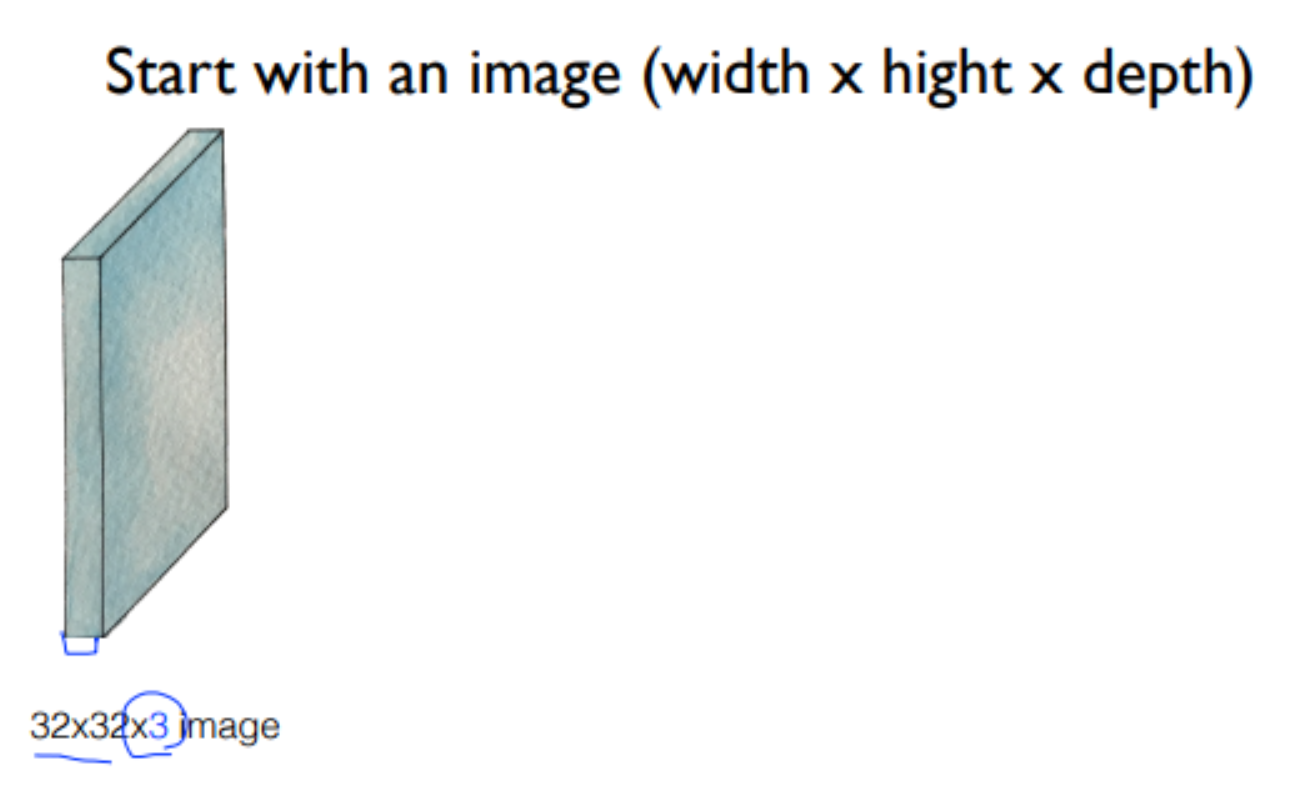 Start with an image (width x hight x depth)
32x32x3 image